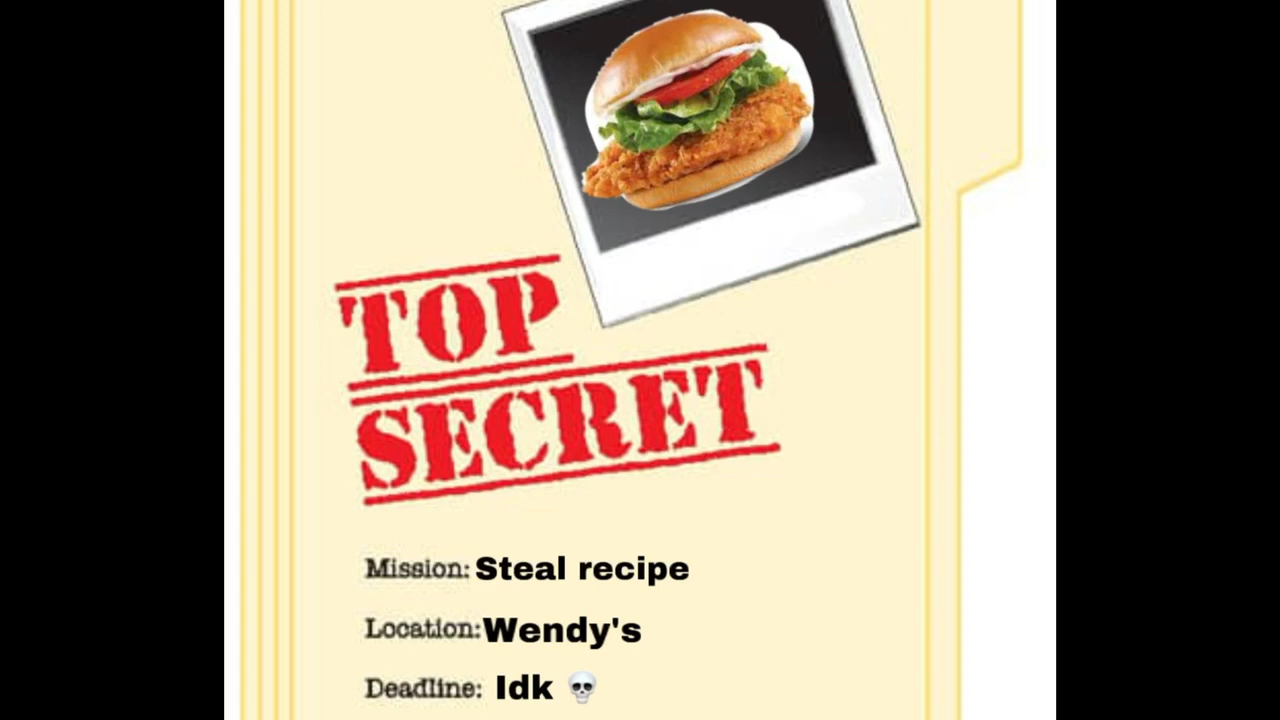 TOP
SECRET
Mission: Steal recipe
Location: Wendy's
Deadline: Idk 💀